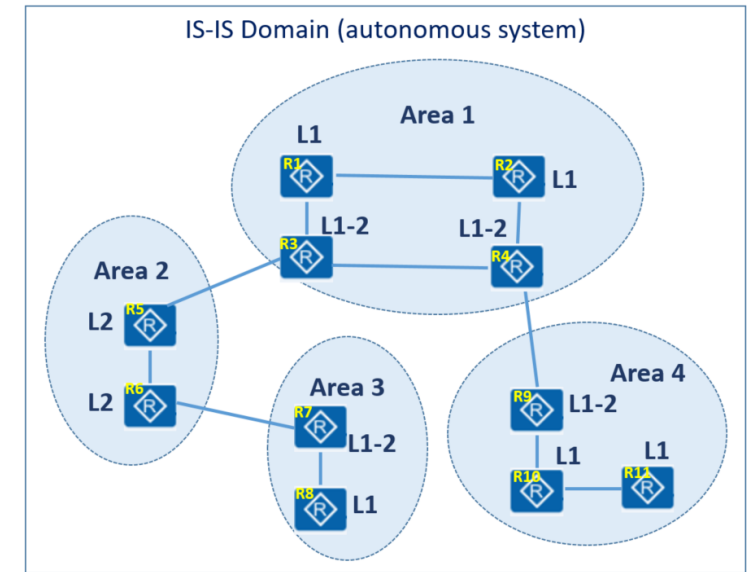 IS-IS Domain (autonomous system)
Area 1
L1
R1
R
R2
R
L1
L1-2
L1-2
R3
R
R4
R
Area 2
L2
R5
R
L2
R6
R
Area 3
R7
R
L1-2
R8
R
L1
Area 4
R9
R
L1-2
L1
L1
R10
R
R11
R